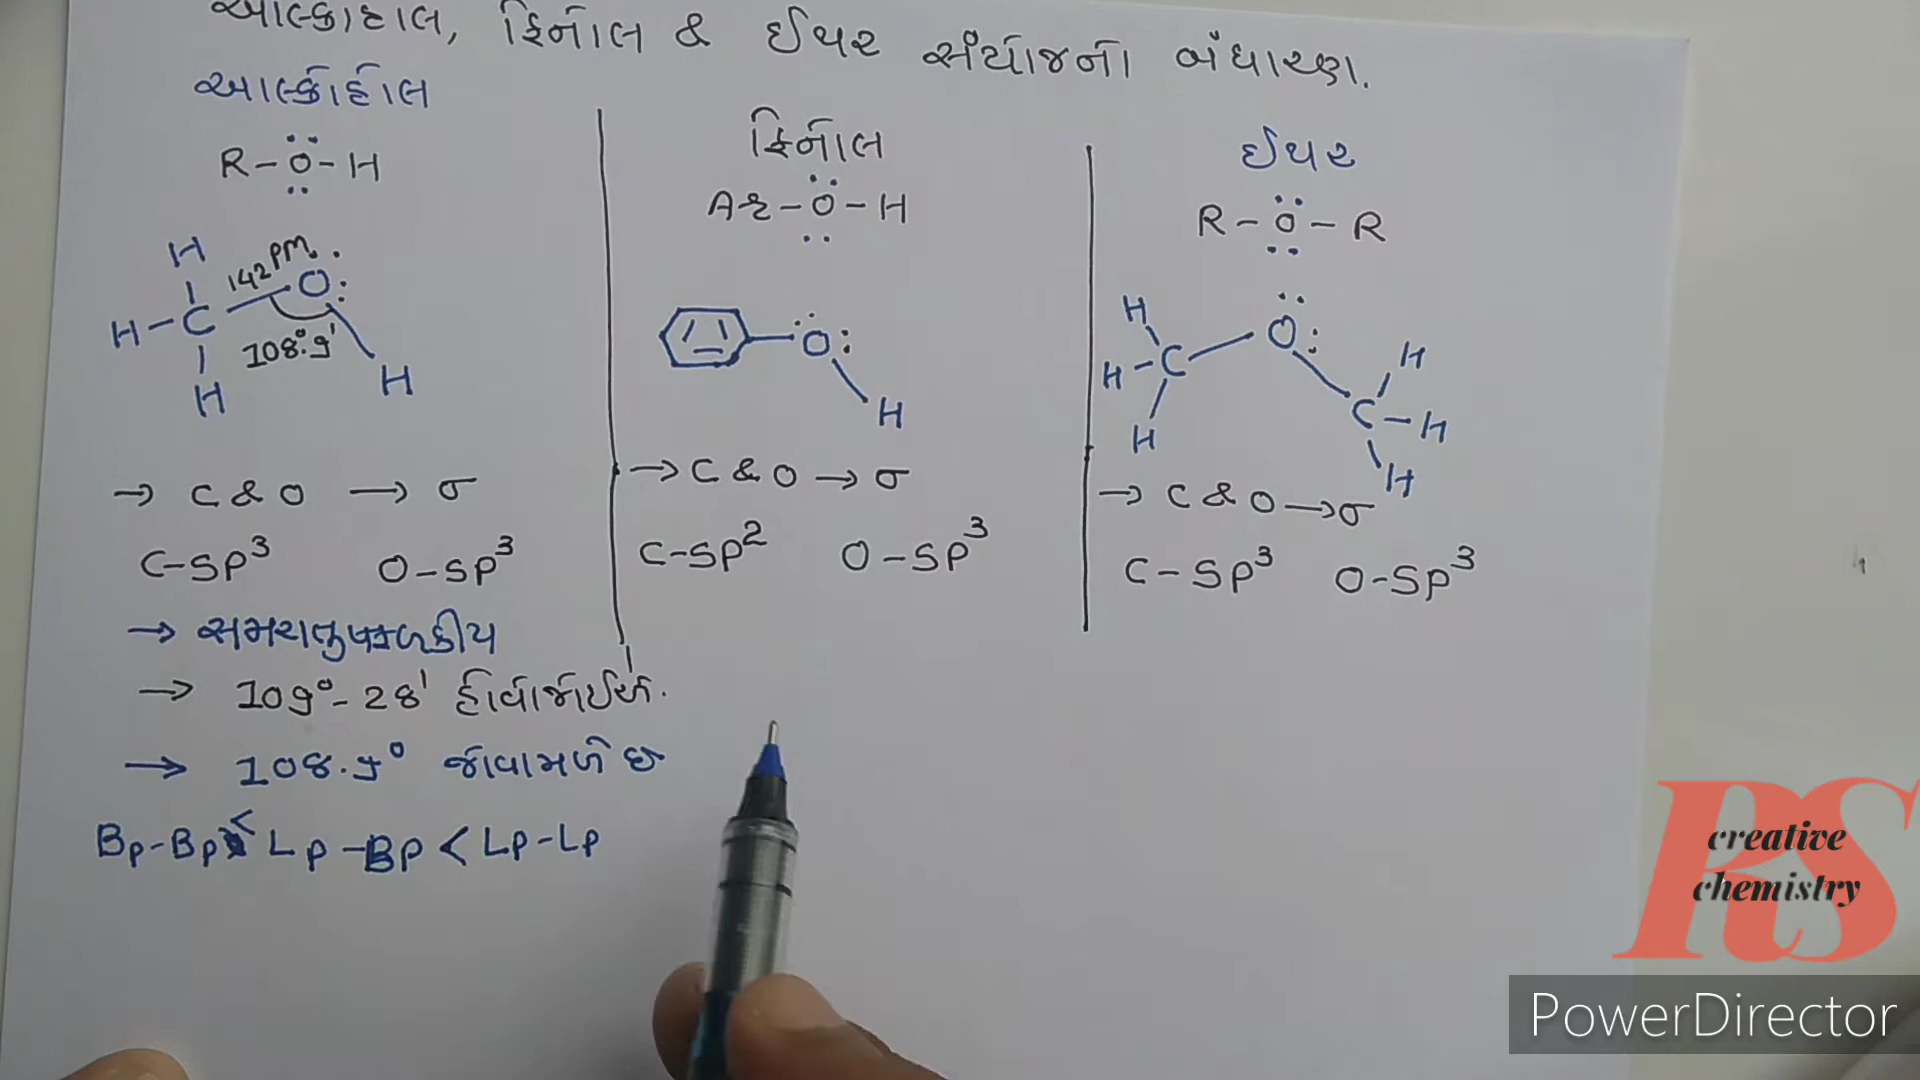 આલ્કોહોલ, ફિનોલ & ઈથર સંયોજનો બંધારણ.
આલ્કોહોલ
R-O-H
H
142 pm
H-C-O
108°.9'
H
H
→ C & O → σ
C-SP³ O-SP³
→ સમચતુષ્ફલકીય
→ 109°-28' હોવો જોઈએ.
→ 108.9° જોવા મળે છે
Bp-Bp < Lp-Bp < Lp-Lp
ફિનોલ
Ar-O-H
O
H
→ C & O → σ
C-SP² O-SP³
ઈથર
R-O-R
H
O
H-C
H
C-H
H
H
→ C & O → σ
C-SP³ O-SP³
creative
chemistry
RS
PowerDirector